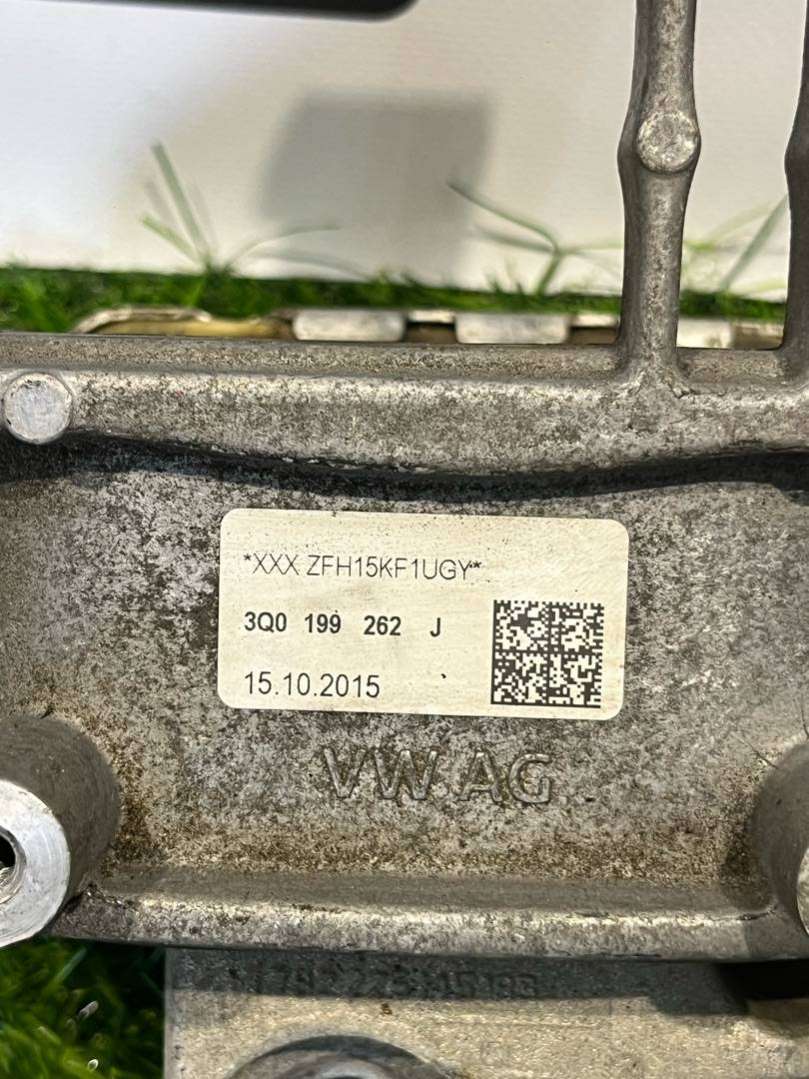 *XXX ZFH15KF1UGY*
3Q0 199 262 J
15.10.2015
VW AG